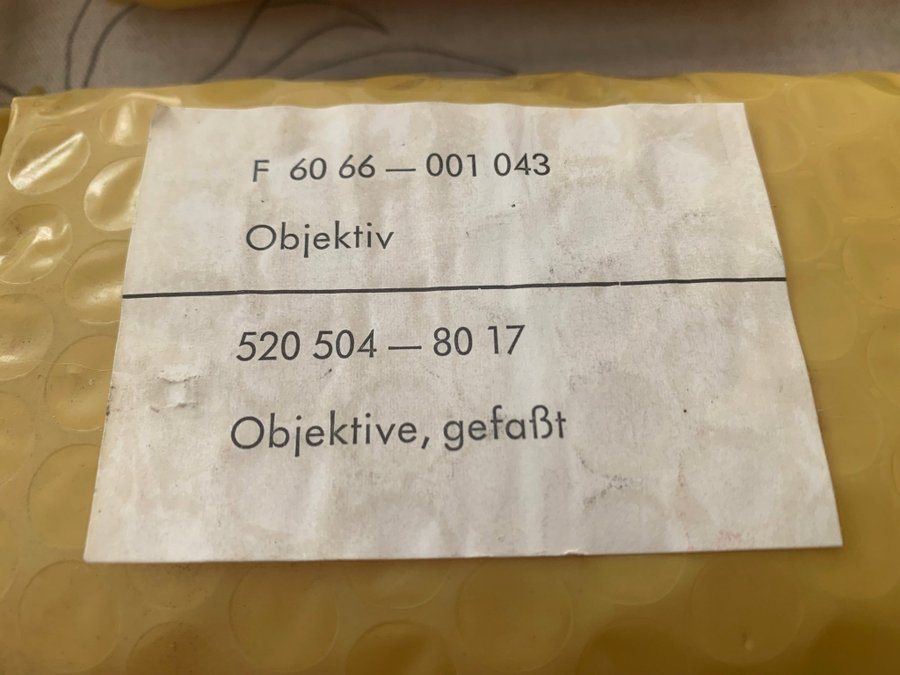 F 60 66 — 001 043
Objektiv
520 504 — 80 17
Objektive, gefaßt